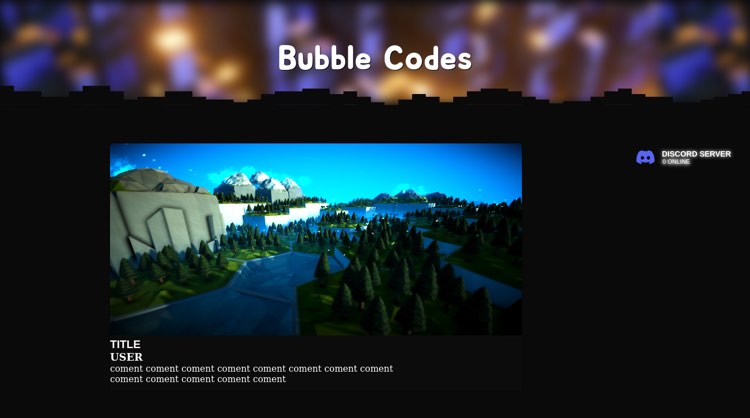 Bubble Codes
DISCORD SERVER
0 ONLINE
TITLE
USER
coment coment coment coment coment coment coment coment
coment coment coment coment coment